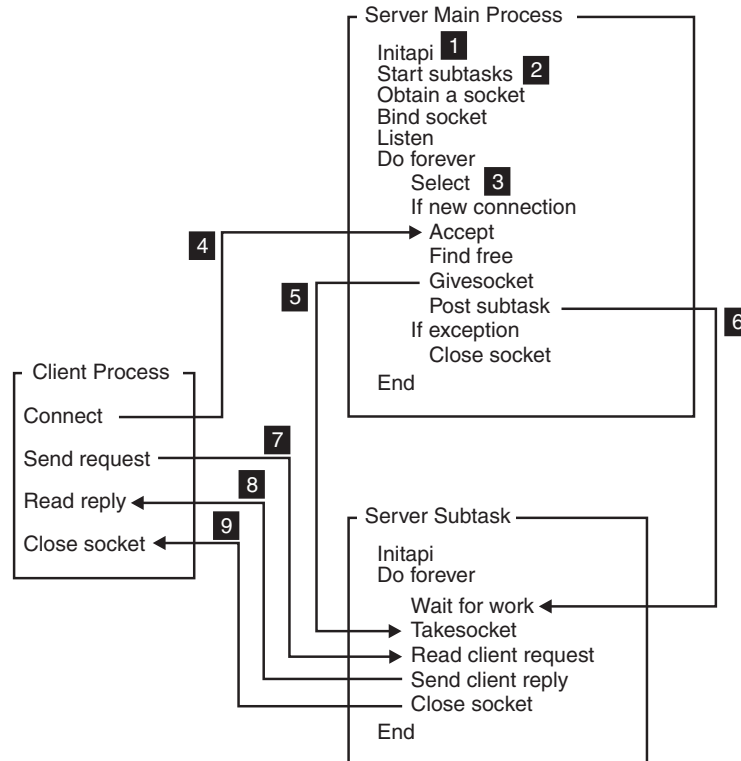 Server Main Process
Initapi 1
Start subtasks 2
Obtain a socket
Bind socket
Listen
Do forever
Select 3
If new connection
4 Accept
Find free
5 Givesocket
Post subtask 6
If exception
Close socket
End
Client Process
Connect
Send request 7
Read reply 8
Close socket 9
Server Subtask
Initapi
Do forever
Wait for work
Takesocket
Read client request
Send client reply
Close socket
End